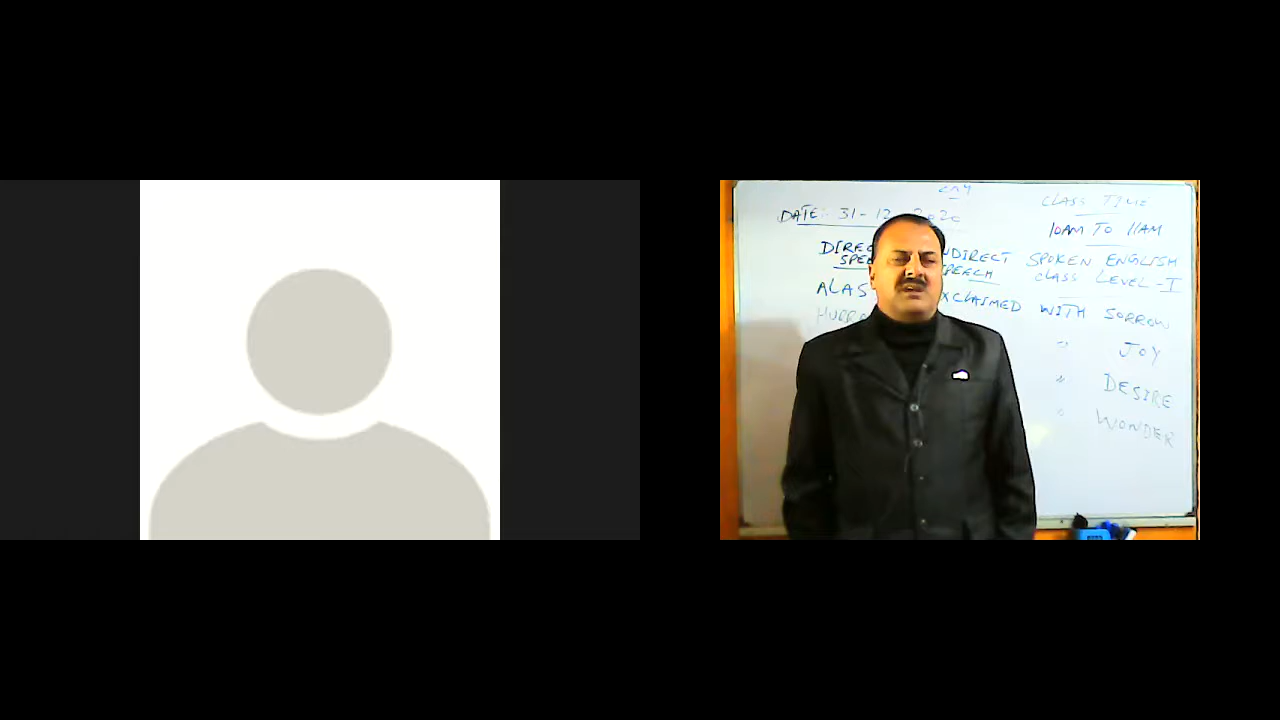 DATE: 31-12-2020
CLASS TIME
10AM TO 11AM
SPOKEN ENGLISH
CLASS LEVEL-I
INDIRECT
SPEECH
ALAS
EXCLAIMED WITH SORROW
" JOY
" DESIRE
" WONDER